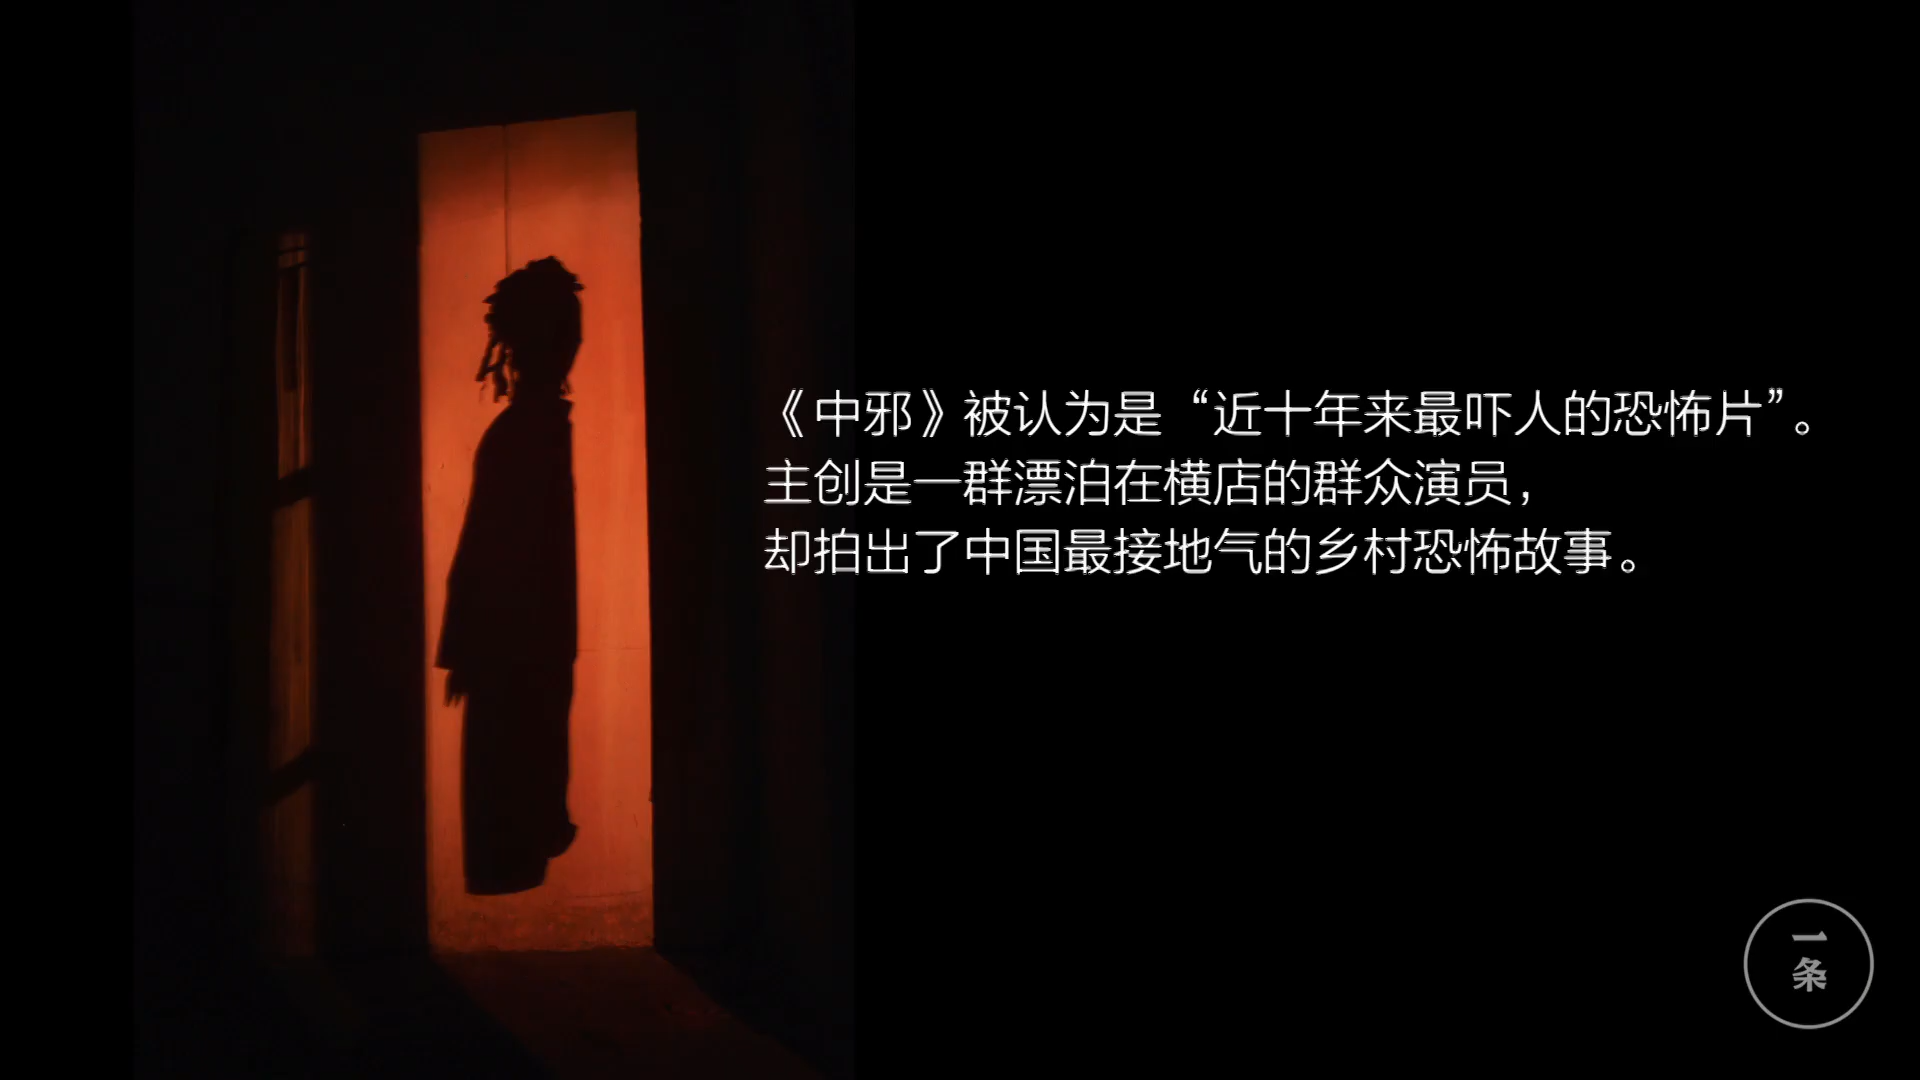 《中邪》被认为是“近十年来最吓人的恐怖片”。
主创是一群漂泊在横店的群众演员，
却拍出了中国最接地气的乡村恐怖故事。
一
条